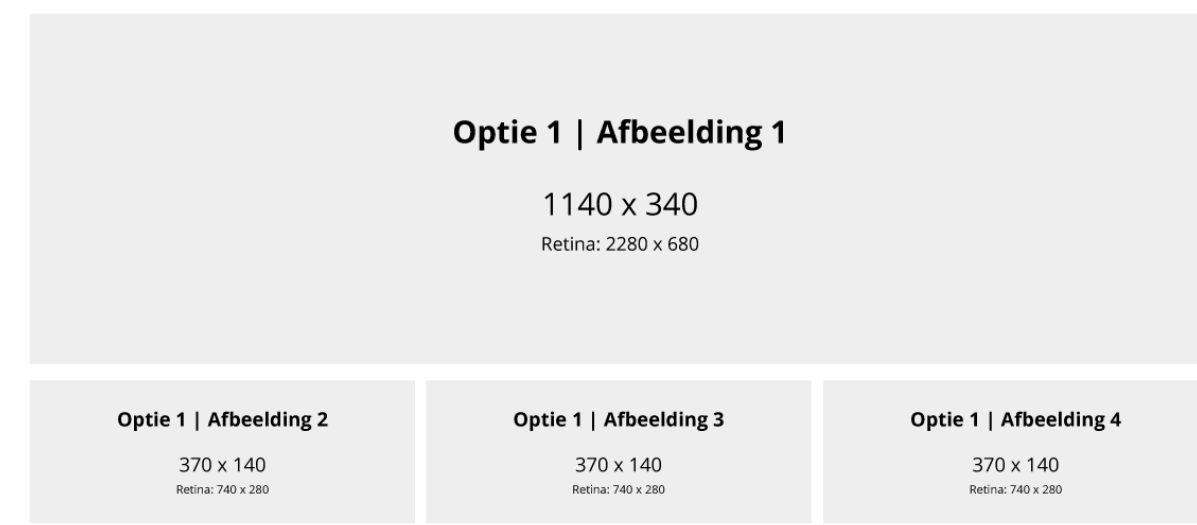 Optie 1 | Afbeelding 1
1140 x 340
Retina: 2280 x 680
Optie 1 | Afbeelding 2
370 x 140
Retina: 740 x 280
Optie 1 | Afbeelding 3
370 x 140
Retina: 740 x 280
Optie 1 | Afbeelding 4
370 x 140
Retina: 740 x 280